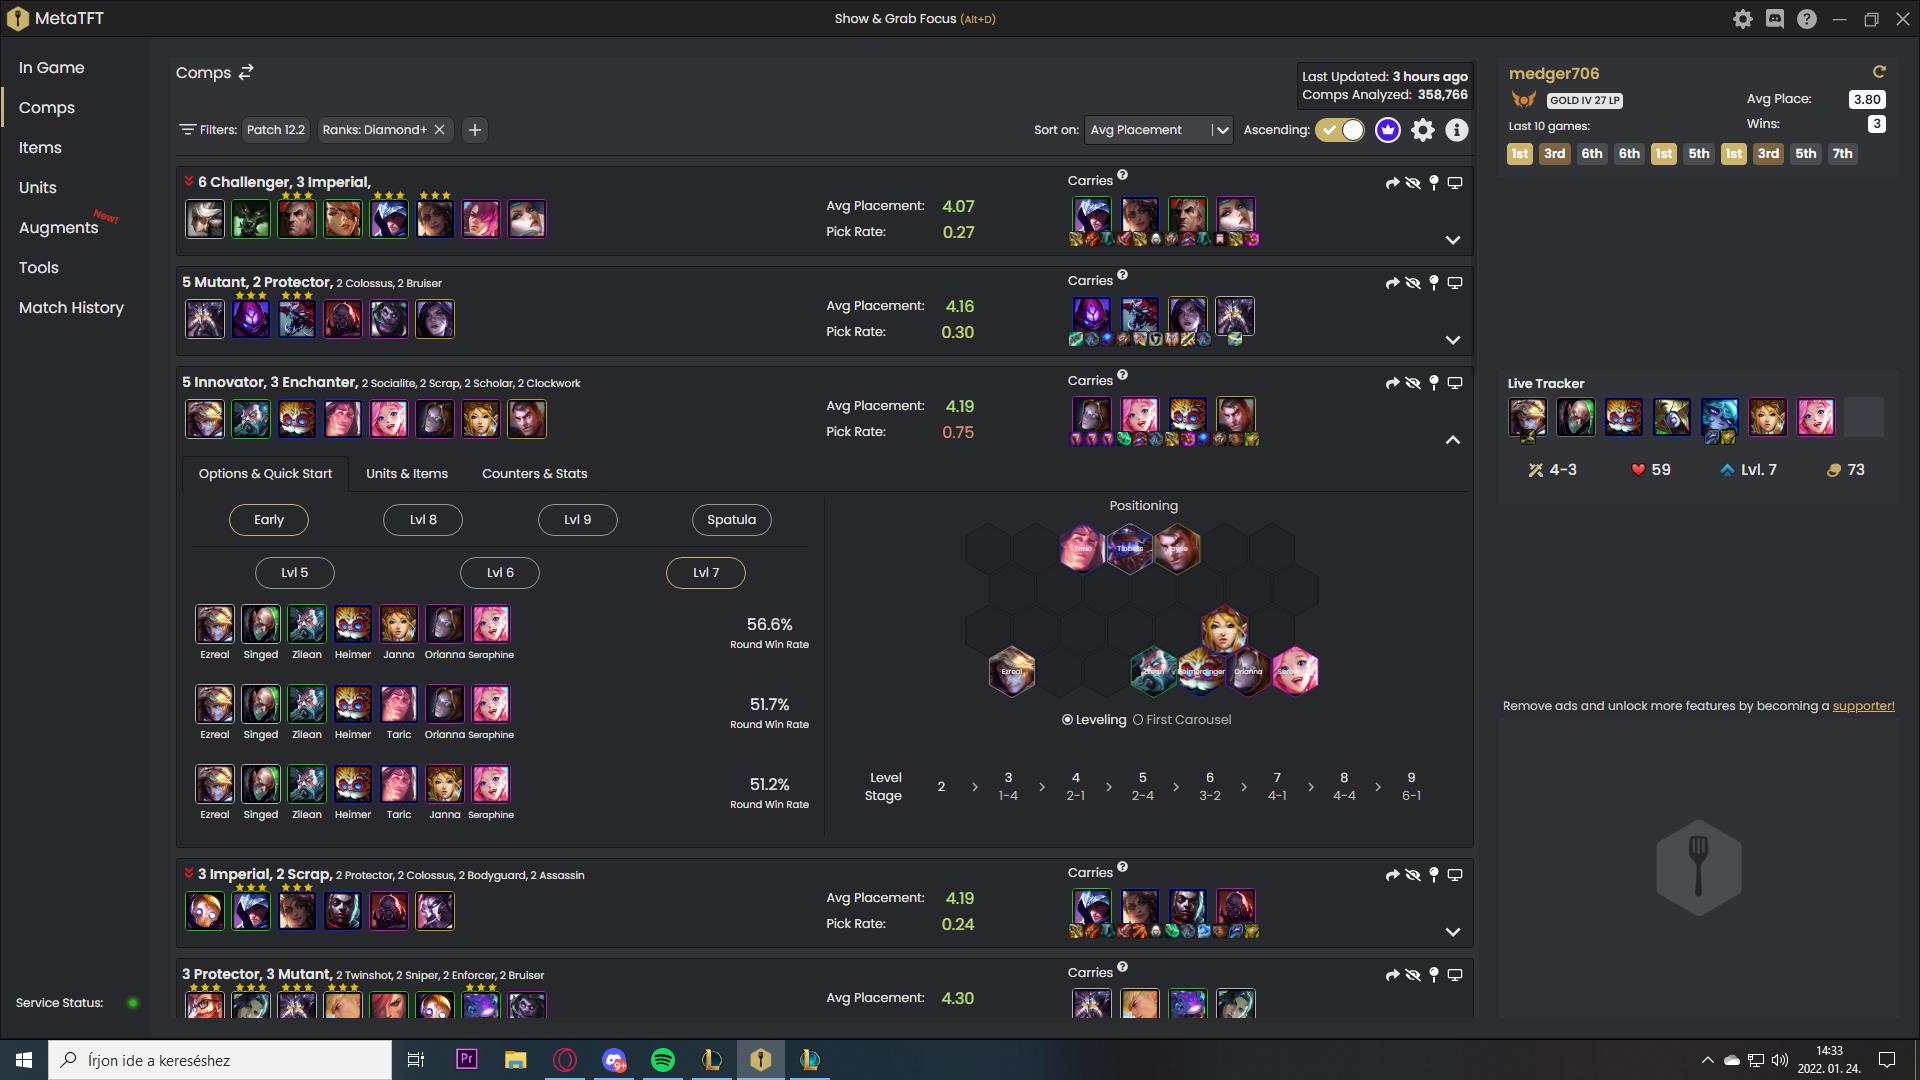 MetaTFT
Show & Grab Focus (Alt+D)
In Game
Comps
Items
Units
Augments New!
Tools
Match History
Service Status:
Comps
Last Updated: 3 hours ago
Comps Analyzed: 358,766
Filters: Patch 12.2 Ranks: Diamond+
Sort on: Avg Placement Ascending:
6 Challenger, 3 Imperial,
Avg Placement: 4.07
Pick Rate: 0.27
Carries
5 Mutant, 2 Protector, 2 Colossus, 2 Bruiser
Avg Placement: 4.16
Pick Rate: 0.30
Carries
5 Innovator, 3 Enchanter, 2 Socialite, 2 Scrap, 2 Scholar, 2 Clockwork
Avg Placement: 4.19
Pick Rate: 0.75
Carries
Options & Quick Start Units & Items Counters & Stats
Early Lvl 8 Lvl 9 Spatula
Lvl 5 Lvl 6 Lvl 7
Ezreal Singed Zilean Heimer Janna Orianna Seraphine
56.6%
Round Win Rate
Ezreal Singed Zilean Heimer Taric Orianna Seraphine
51.7%
Round Win Rate
Ezreal Singed Zilean Heimer Taric Janna Seraphine
51.2%
Round Win Rate
Positioning
Taric Tibbers Jayce
Ezreal Zilean Heimerdinger Orianna
Leveling First Carousel
Level 2 3 4 5 6 7 8 9
Stage 1-4 2-1 2-4 3-2 4-1 4-4 6-1
3 Imperial, 2 Scrap, 2 Protector, 2 Colossus, 2 Bodyguard, 2 Assassin
Avg Placement: 4.19
Pick Rate: 0.24
Carries
3 Protector, 3 Mutant, 2 Twinshot, 2 Sniper, 2 Enforcer, 2 Bruiser
Avg Placement: 4.30
Carries
medger706
GOLD IV 27 LP
Avg Place: 3.80
Wins: 3
Last 10 games:
1st 3rd 6th 6th 1st 5th 1st 3rd 5th 7th
Live Tracker
4-3 59 Lvl. 7 73
Remove ads and unlock more features by becoming a supporter!
Írjon ide a kereséshez
Pr
9+
14:33
2022. 01. 24.